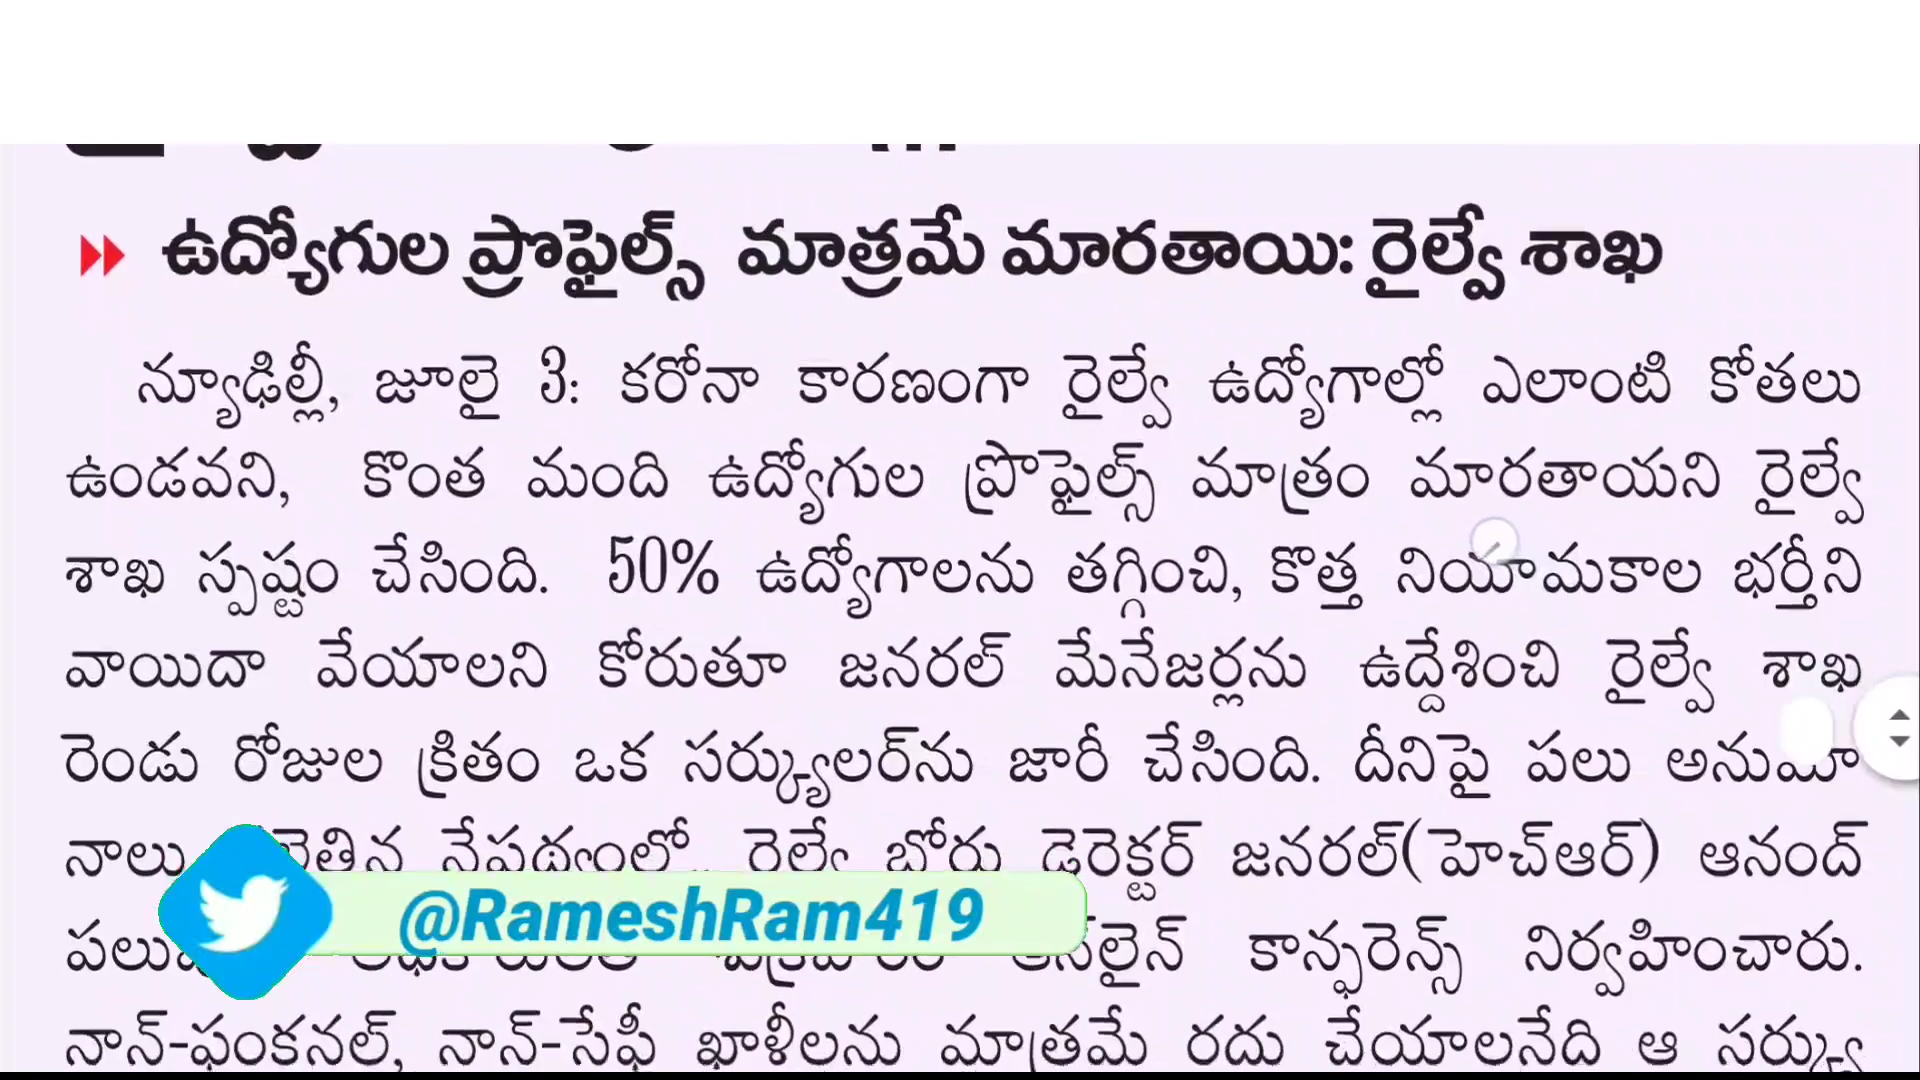 ఉద్యోగుల ప్రొఫైల్స్ మాత్రమే మారతాయి: రైల్వే శాఖ
న్యూఢిల్లీ, జూలై 3: కరోనా కారణంగా రైల్వే ఉద్యోగాల్లో ఎలాంటి కోతలు
ఉండవని, కొంత మంది ఉద్యోగుల ప్రొఫైల్స్ మాత్రం మారతాయని రైల్వే
శాఖ స్పష్టం చేసింది. 50% ఉద్యోగాలను తగ్గించి, కొత్త నియామకాల భర్తీని
వాయిదా వేయాలని కోరుతూ జనరల్ మేనేజర్లను ఉద్దేశించి రైల్వే శాఖ
రెండు రోజుల క్రితం ఒక సర్క్యులర్‌ను జారీ చేసింది. దీనిపై పలు అనుమా
నాలు నేపథ్యంలో.. రైల్వే బోర్డు డైరెక్టర్ జనరల్(హెచ్ఆర్) ఆనంద్
కాన్ఫరెన్స్ నిర్వహించారు.
@RameshRam419
నాన్-ఫంక్షనల్, నాన్-సేఫ్టీ ఖాళీలను మాత్రమే రద్దు చేయాలనేది ఆ సర్క్యు